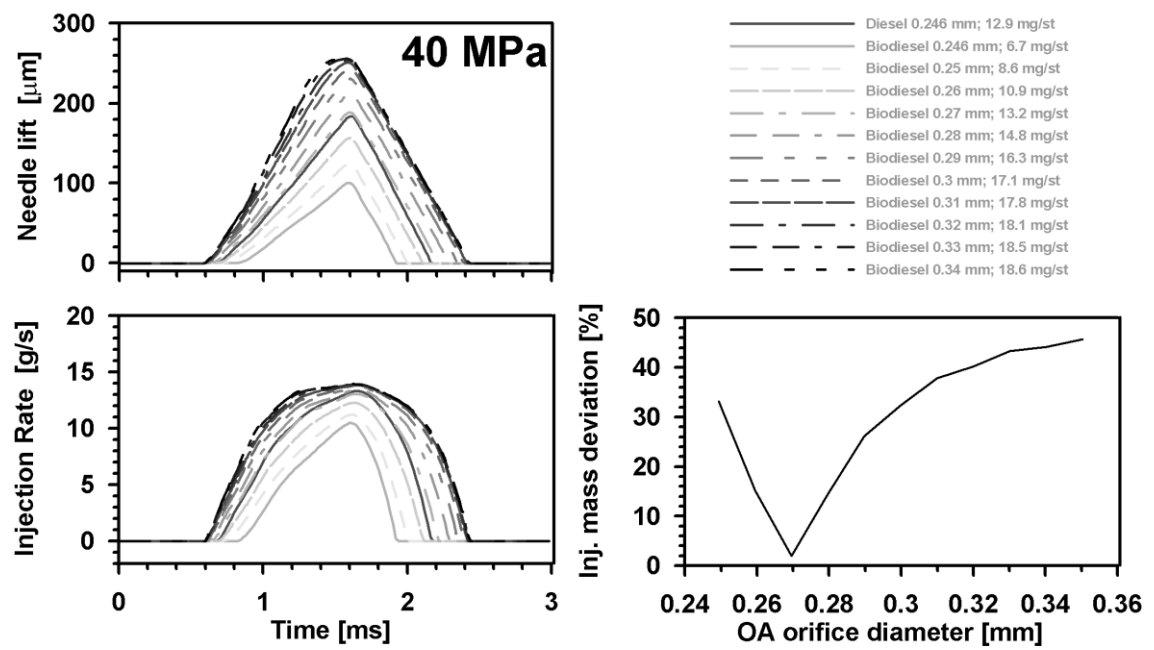 300
200
100
0
Needle lift [μm]
40 MPa
Diesel 0.246 mm; 12.9 mg/st
Biodiesel 0.246 mm; 6.7 mg/st
Biodiesel 0.25 mm; 8.6 mg/st
Biodiesel 0.26 mm; 10.9 mg/st
Biodiesel 0.27 mm; 13.2 mg/st
Biodiesel 0.28 mm; 14.8 mg/st
Biodiesel 0.29 mm; 16.3 mg/st
Biodiesel 0.3 mm; 17.1 mg/st
Biodiesel 0.31 mm; 17.8 mg/st
Biodiesel 0.32 mm; 18.1 mg/st
Biodiesel 0.33 mm; 18.5 mg/st
Biodiesel 0.34 mm; 18.6 mg/st
20
15
10
5
0
Injection Rate [g/s]
0 1 2 3
Time [ms]
50
40
30
20
10
0
Inj. mass deviation [%]
0.24 0.26 0.28 0.3 0.32 0.34 0.36
OA orifice diameter [mm]